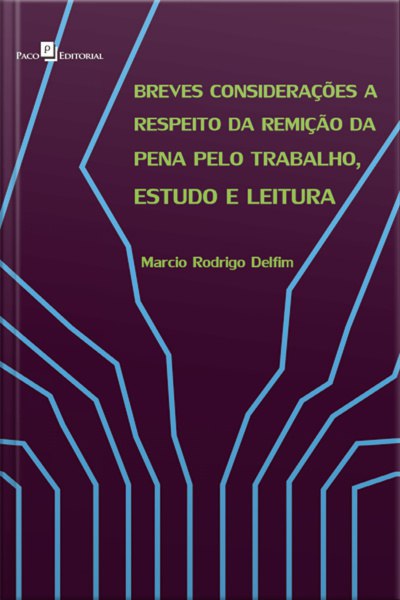 PACO EDITORIAL
BREVES CONSIDERAÇÕES A
RESPEITO DA REMIÇÃO DA
PENA PELO TRABALHO,
ESTUDO E LEITURA
Marcio Rodrigo Delfim